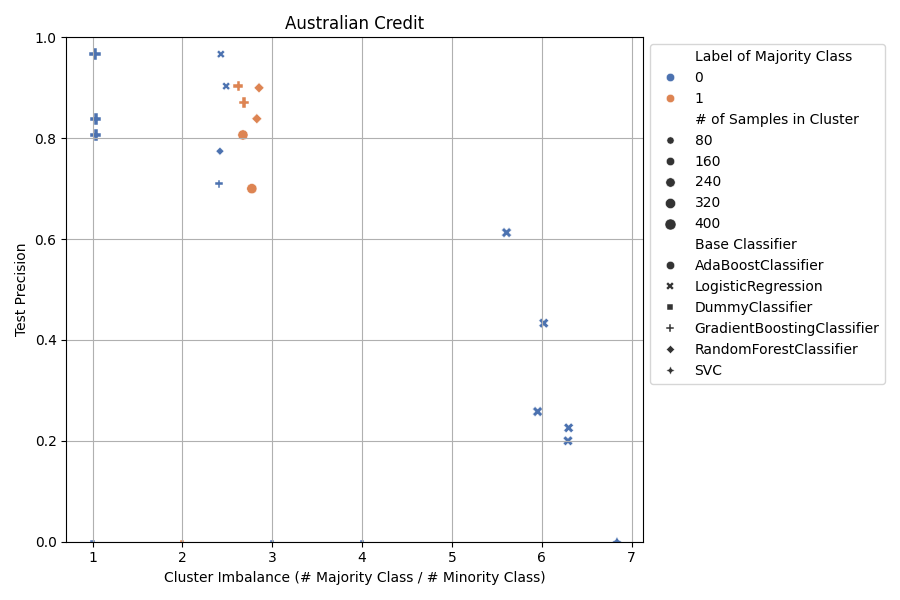 Australian Credit
1.0
0.8
0.6
0.4
0.2
0.0
Test Precision
1 2 3 4 5 6 7
Cluster Imbalance (# Majority Class / # Minority Class)
Label of Majority Class
0
1
# of Samples in Cluster
80
160
240
320
400
Base Classifier
AdaBoostClassifier
LogisticRegression
DummyClassifier
GradientBoostingClassifier
RandomForestClassifier
SVC